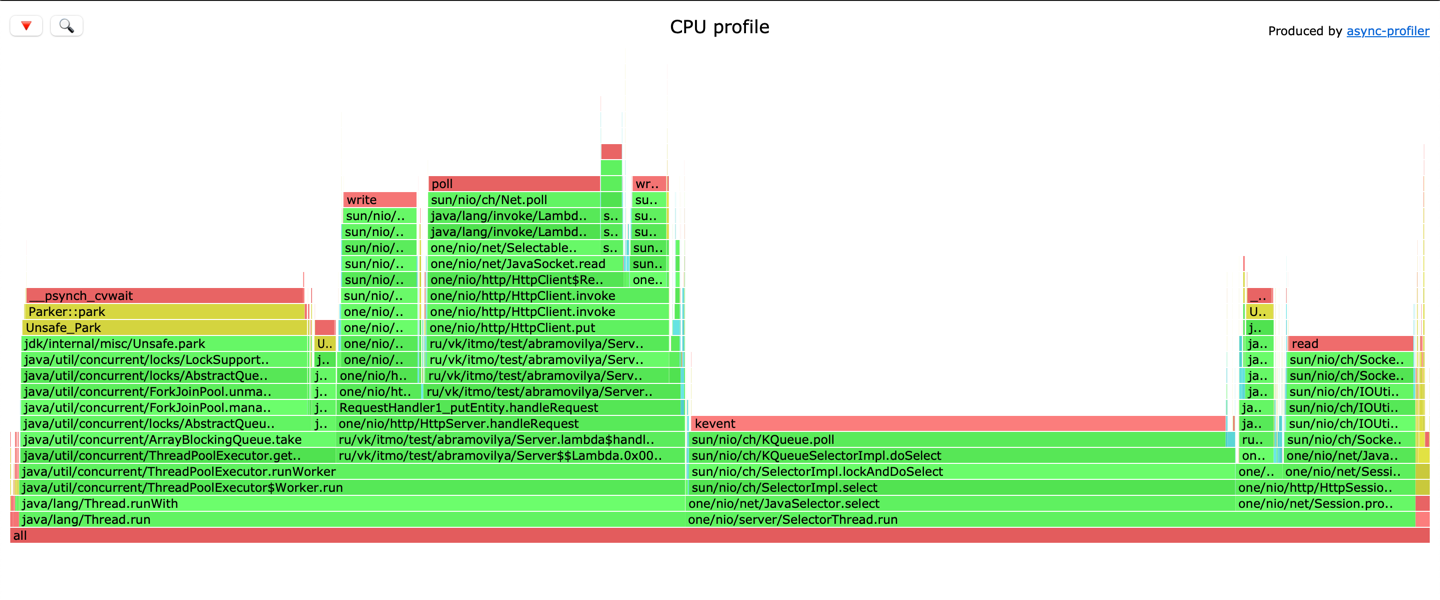 CPU profile
Produced by async-profiler
poll wr..
write sun/nio/ch/Net.poll su..
sun/nio/.. java/lang/invoke/Lambd.. s.. su..
sun/nio/.. java/lang/invoke/Lambd.. s.. su..
sun/nio/.. one/nio/net/Selectable.. s.. sun..
sun/nio/.. one/nio/net/JavaSocket.read sun..
sun/nio/.. one/nio/http/HttpClient$Re.. one..
__psynch_cvwait sun/nio/.. one/nio/http/HttpClient.invoke _..
Parker::park one/nio/.. one/nio/http/HttpClient.invoke U..
Unsafe_Park one/nio/.. one/nio/http/HttpClient.put j..
jdk/internal/misc/Unsafe.park U.. one/nio/.. ru/vk/itmo/test/abramovilya/Serv.. ja.. read
java/util/concurrent/locks/LockSupport.. j.. one/nio/.. ru/vk/itmo/test/abramovilya/Serv.. ja.. sun/nio/ch/Socke..
java/util/concurrent/locks/AbstractQue.. j.. one/nio/h.. ru/vk/itmo/test/abramovilya/Serv.. ja.. sun/nio/ch/Socke..
java/util/concurrent/ForkJoinPool.unma.. j.. one/nio/ht.. ru/vk/itmo/test/abramovilya/Server.. ja.. sun/nio/ch/IOUti..
java/util/concurrent/ForkJoinPool.mana.. j.. RequestHandler1_putEntity.handleRequest ja.. sun/nio/ch/IOUti..
java/util/concurrent/locks/AbstractQueu.. j.. one/nio/http/HttpServer.handleRequest kevent ja.. sun/nio/ch/IOUti..
java/util/concurrent/ArrayBlockingQueue.take ru/vk/itmo/test/abramovilya/Server.lambda$handl.. sun/nio/ch/KQueue.poll ru.. sun/nio/ch/Socke..
java/util/concurrent/ThreadPoolExecutor.get.. ru/vk/itmo/test/abramovilya/Server$$Lambda.0x00.. sun/nio/ch/KQueueSelectorImpl.doSelect on.. one/nio/net/Java..
java/util/concurrent/ThreadPoolExecutor.runWorker sun/nio/ch/SelectorImpl.lockAndDoSelect one/.. one/nio/net/Sessi..
java/util/concurrent/ThreadPoolExecutor$Worker.run sun/nio/ch/SelectorImpl.select one/nio/http/HttpSessio..
java/lang/Thread.runWith one/nio/net/JavaSelector.select one/nio/net/Session.pro..
java/lang/Thread.run one/nio/server/SelectorThread.run
all